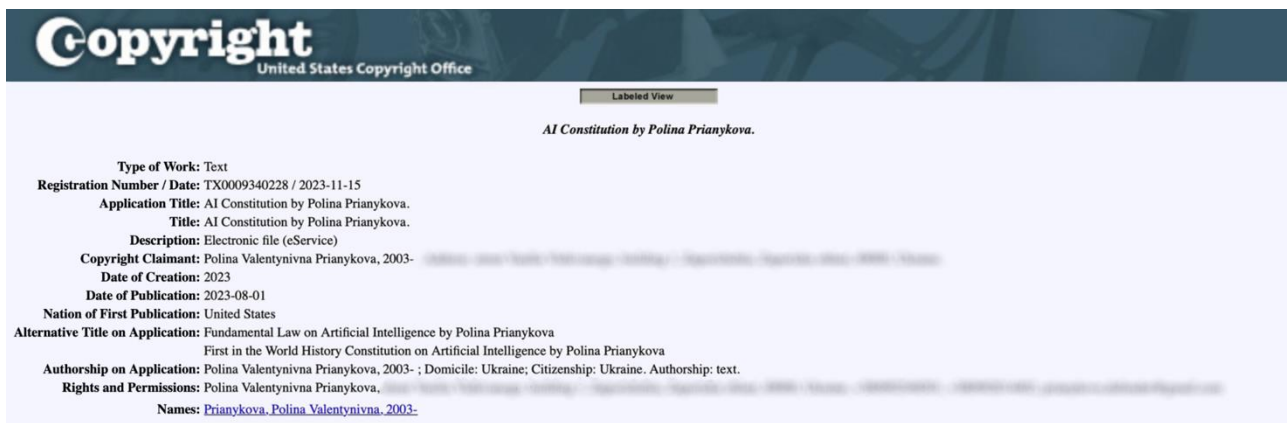 Copyright
United States Copyright Office
Labeled View
AI Constitution by Polina Prianykova.
Type of Work: Text
Registration Number / Date: TX0009340228 / 2023-11-15
Application Title: AI Constitution by Polina Prianykova.
Title: AI Constitution by Polina Prianykova.
Description: Electronic file (eService)
Copyright Claimant: Polina Valentynivna Prianykova, 2003-
Date of Creation: 2023
Date of Publication: 2023-08-01
Nation of First Publication: United States
Alternative Title on Application: Fundamental Law on Artificial Intelligence by Polina Prianykova
First in the World History Constitution on Artificial Intelligence by Polina Prianykova
Authorship on Application: Polina Valentynivna Prianykova, 2003- ; Domicile: Ukraine; Citizenship: Ukraine. Authorship: text.
Rights and Permissions: Polina Valentynivna Prianykova,
Names: Prianykova, Polina Valentynivna, 2003-